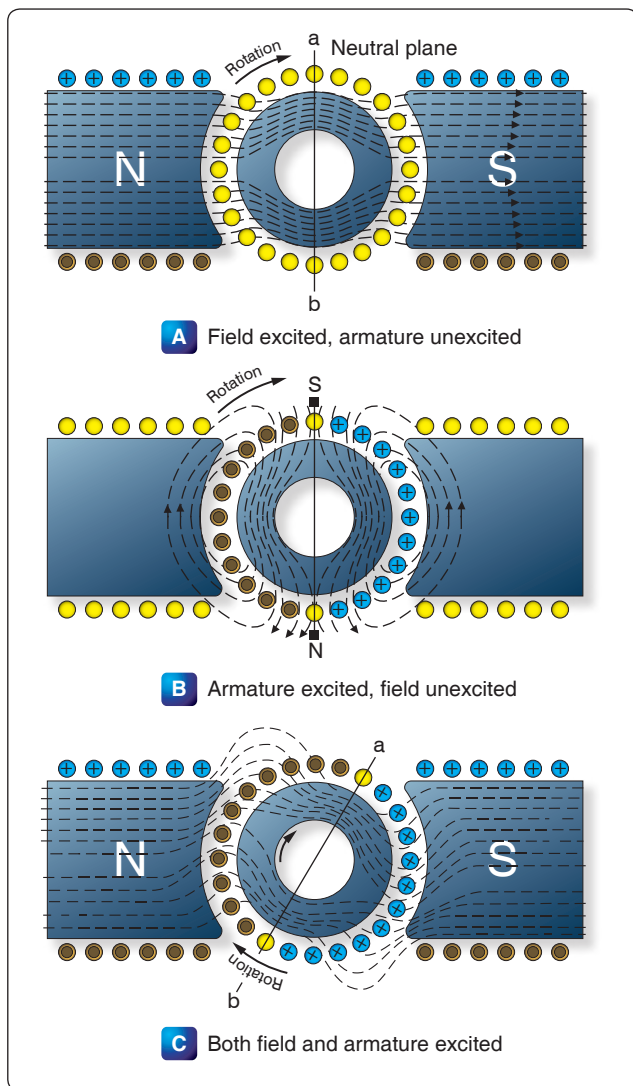 a
Neutral plane
Rotation
N
S
b
A Field excited, armature unexcited
S
Rotation
N
B Armature excited, field unexcited
a
N
S
Rotation
b
C Both field and armature excited